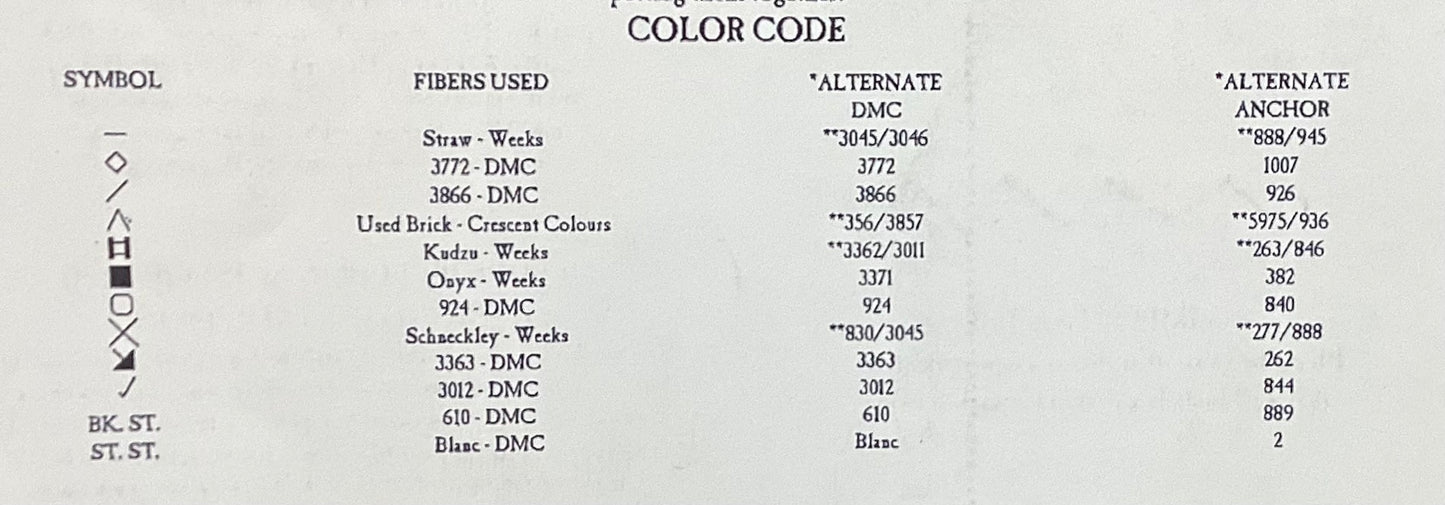 COLOR CODE
SYMBOL FIBERS USED *ALTERNATE *ALTERNATE
DMC ANCHOR
— Straw - Weeks **3045/3046 **888/945
◇ 3772 - DMC 3772 1007
/ 3866 - DMC 3866 926
Used Brick - Crescent Colours **356/3857 **5975/936
Kudzu - Weeks **3362/3011 **263/846
■ Onyx - Weeks 3371 382
924 - DMC 924 840
X Schneckley - Weeks **830/3045 **277/888
3363 - DMC 3363 262
✓ 3012 - DMC 3012 844
BK. ST. 610 - DMC 610 889
ST. ST. Blanc - DMC Blanc 2